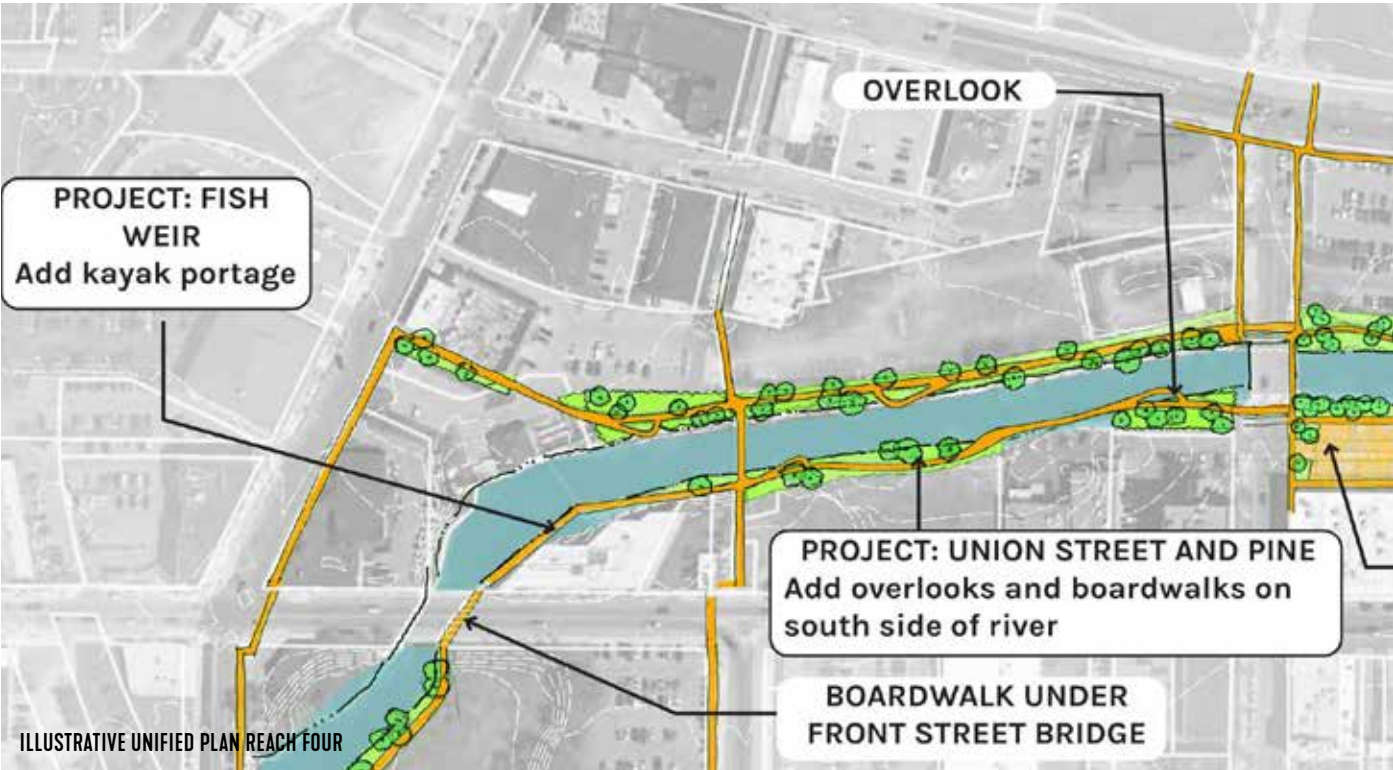 OVERLOOK
PROJECT: FISH
WEIR
Add kayak portage
PROJECT: UNION STREET AND PINE
Add overlooks and boardwalks on
south side of river
BOARDWALK UNDER
FRONT STREET BRIDGE
ILLUSTRATIVE UNIFIED PLAN REACH FOUR